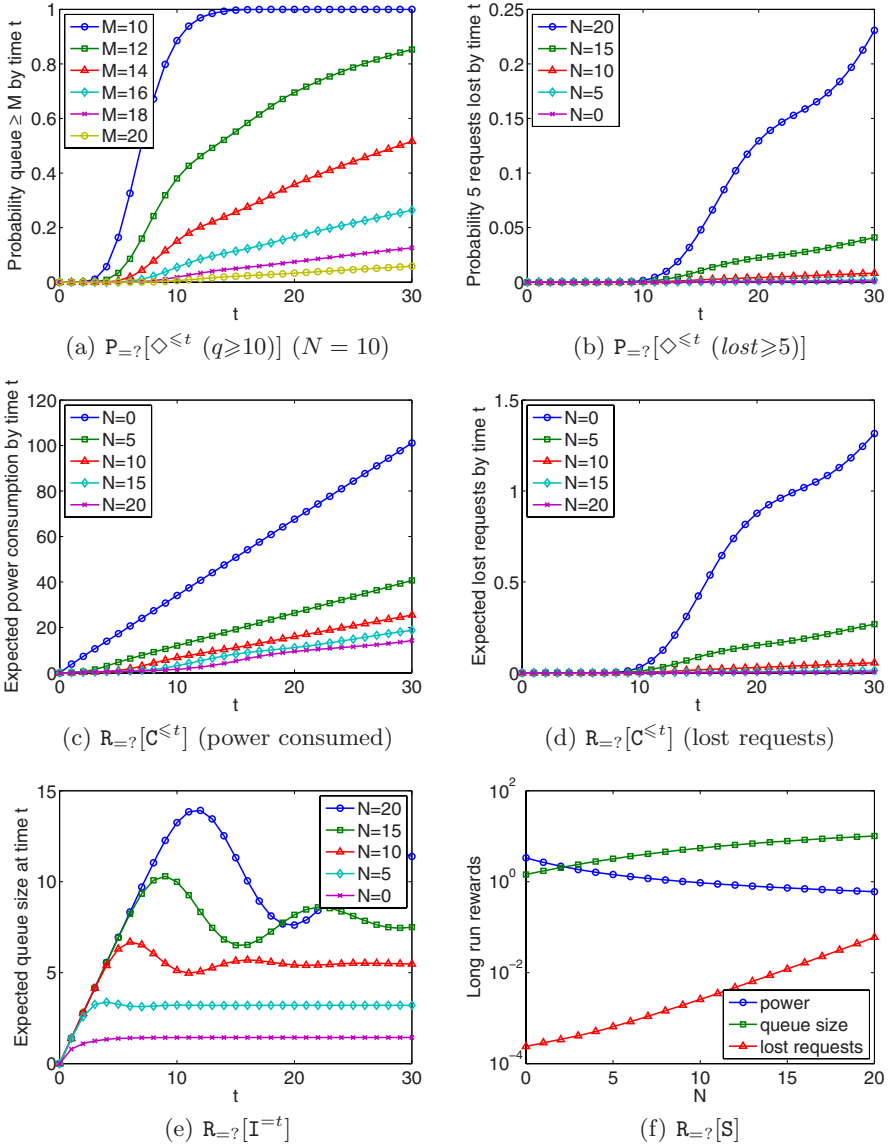 Probability queue ≥ M by time t
1
0.8
0.6
0.4
0.2
0
0 10 20 30
t
M=10
M=12
M=14
M=16
M=18
M=20
(a) P=?[◇⩽t (q⩾10)] (N = 10)
Probability 5 requests lost by time t
0.25
0.2
0.15
0.1
0.05
0
0 10 20 30
t
N=20
N=15
N=10
N=5
N=0
(b) P=?[◇⩽t (lost⩾5)]
Expected power consumption by time t
120
100
80
60
40
20
0
0 10 20 30
t
N=0
N=5
N=10
N=15
N=20
(c) R=?[C⩽t] (power consumed)
Expected lost requests by time t
1.5
1
0.5
0
0 10 20 30
t
N=0
N=5
N=10
N=15
N=20
(d) R=?[C⩽t] (lost requests)
Expected queue size at time t
15
10
5
0
0 10 20 30
t
N=20
N=15
N=10
N=5
N=0
(e) R=?[I=t]
Long run rewards
10^2
10^0
10^−2
10^−4
0 5 10 15 20
N
power
queue size
lost requests
(f) R=?[S]